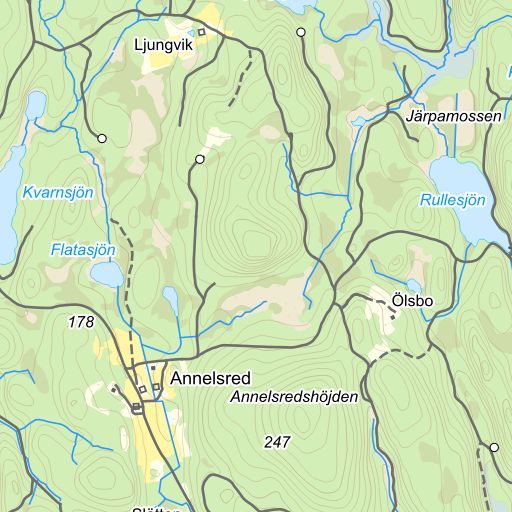 Ljungvik
Järpamossen
Kvarnsjön
Rullesjön
Flatasjön
Ölsbo
178
Annelsred
Annelsredshöjden
247